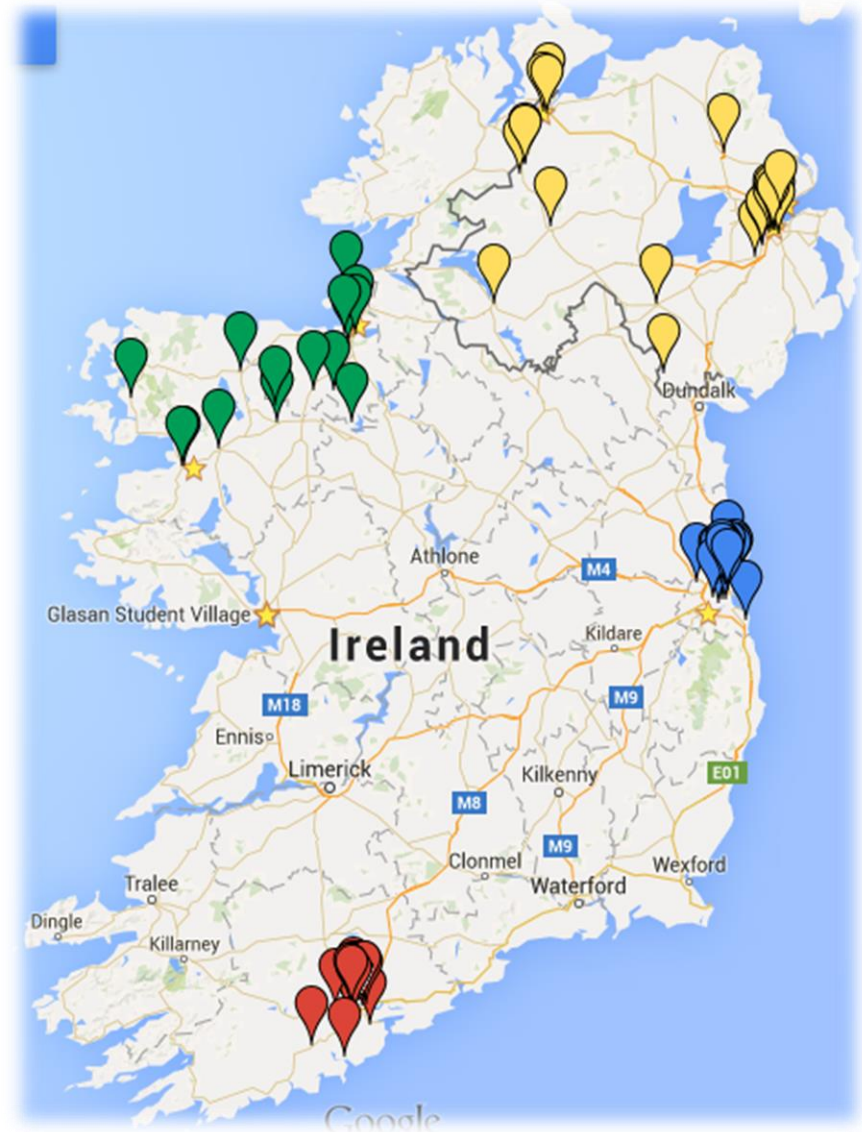 Dundalk
Athlone
M4
Glasan Student Village
Kildare
Ireland
M9
M18
Ennis
Limerick
Kilkenny
E01
M8
M9
Clonmel
Wexford
Tralee
Waterford
Dingle
Killarney
Google